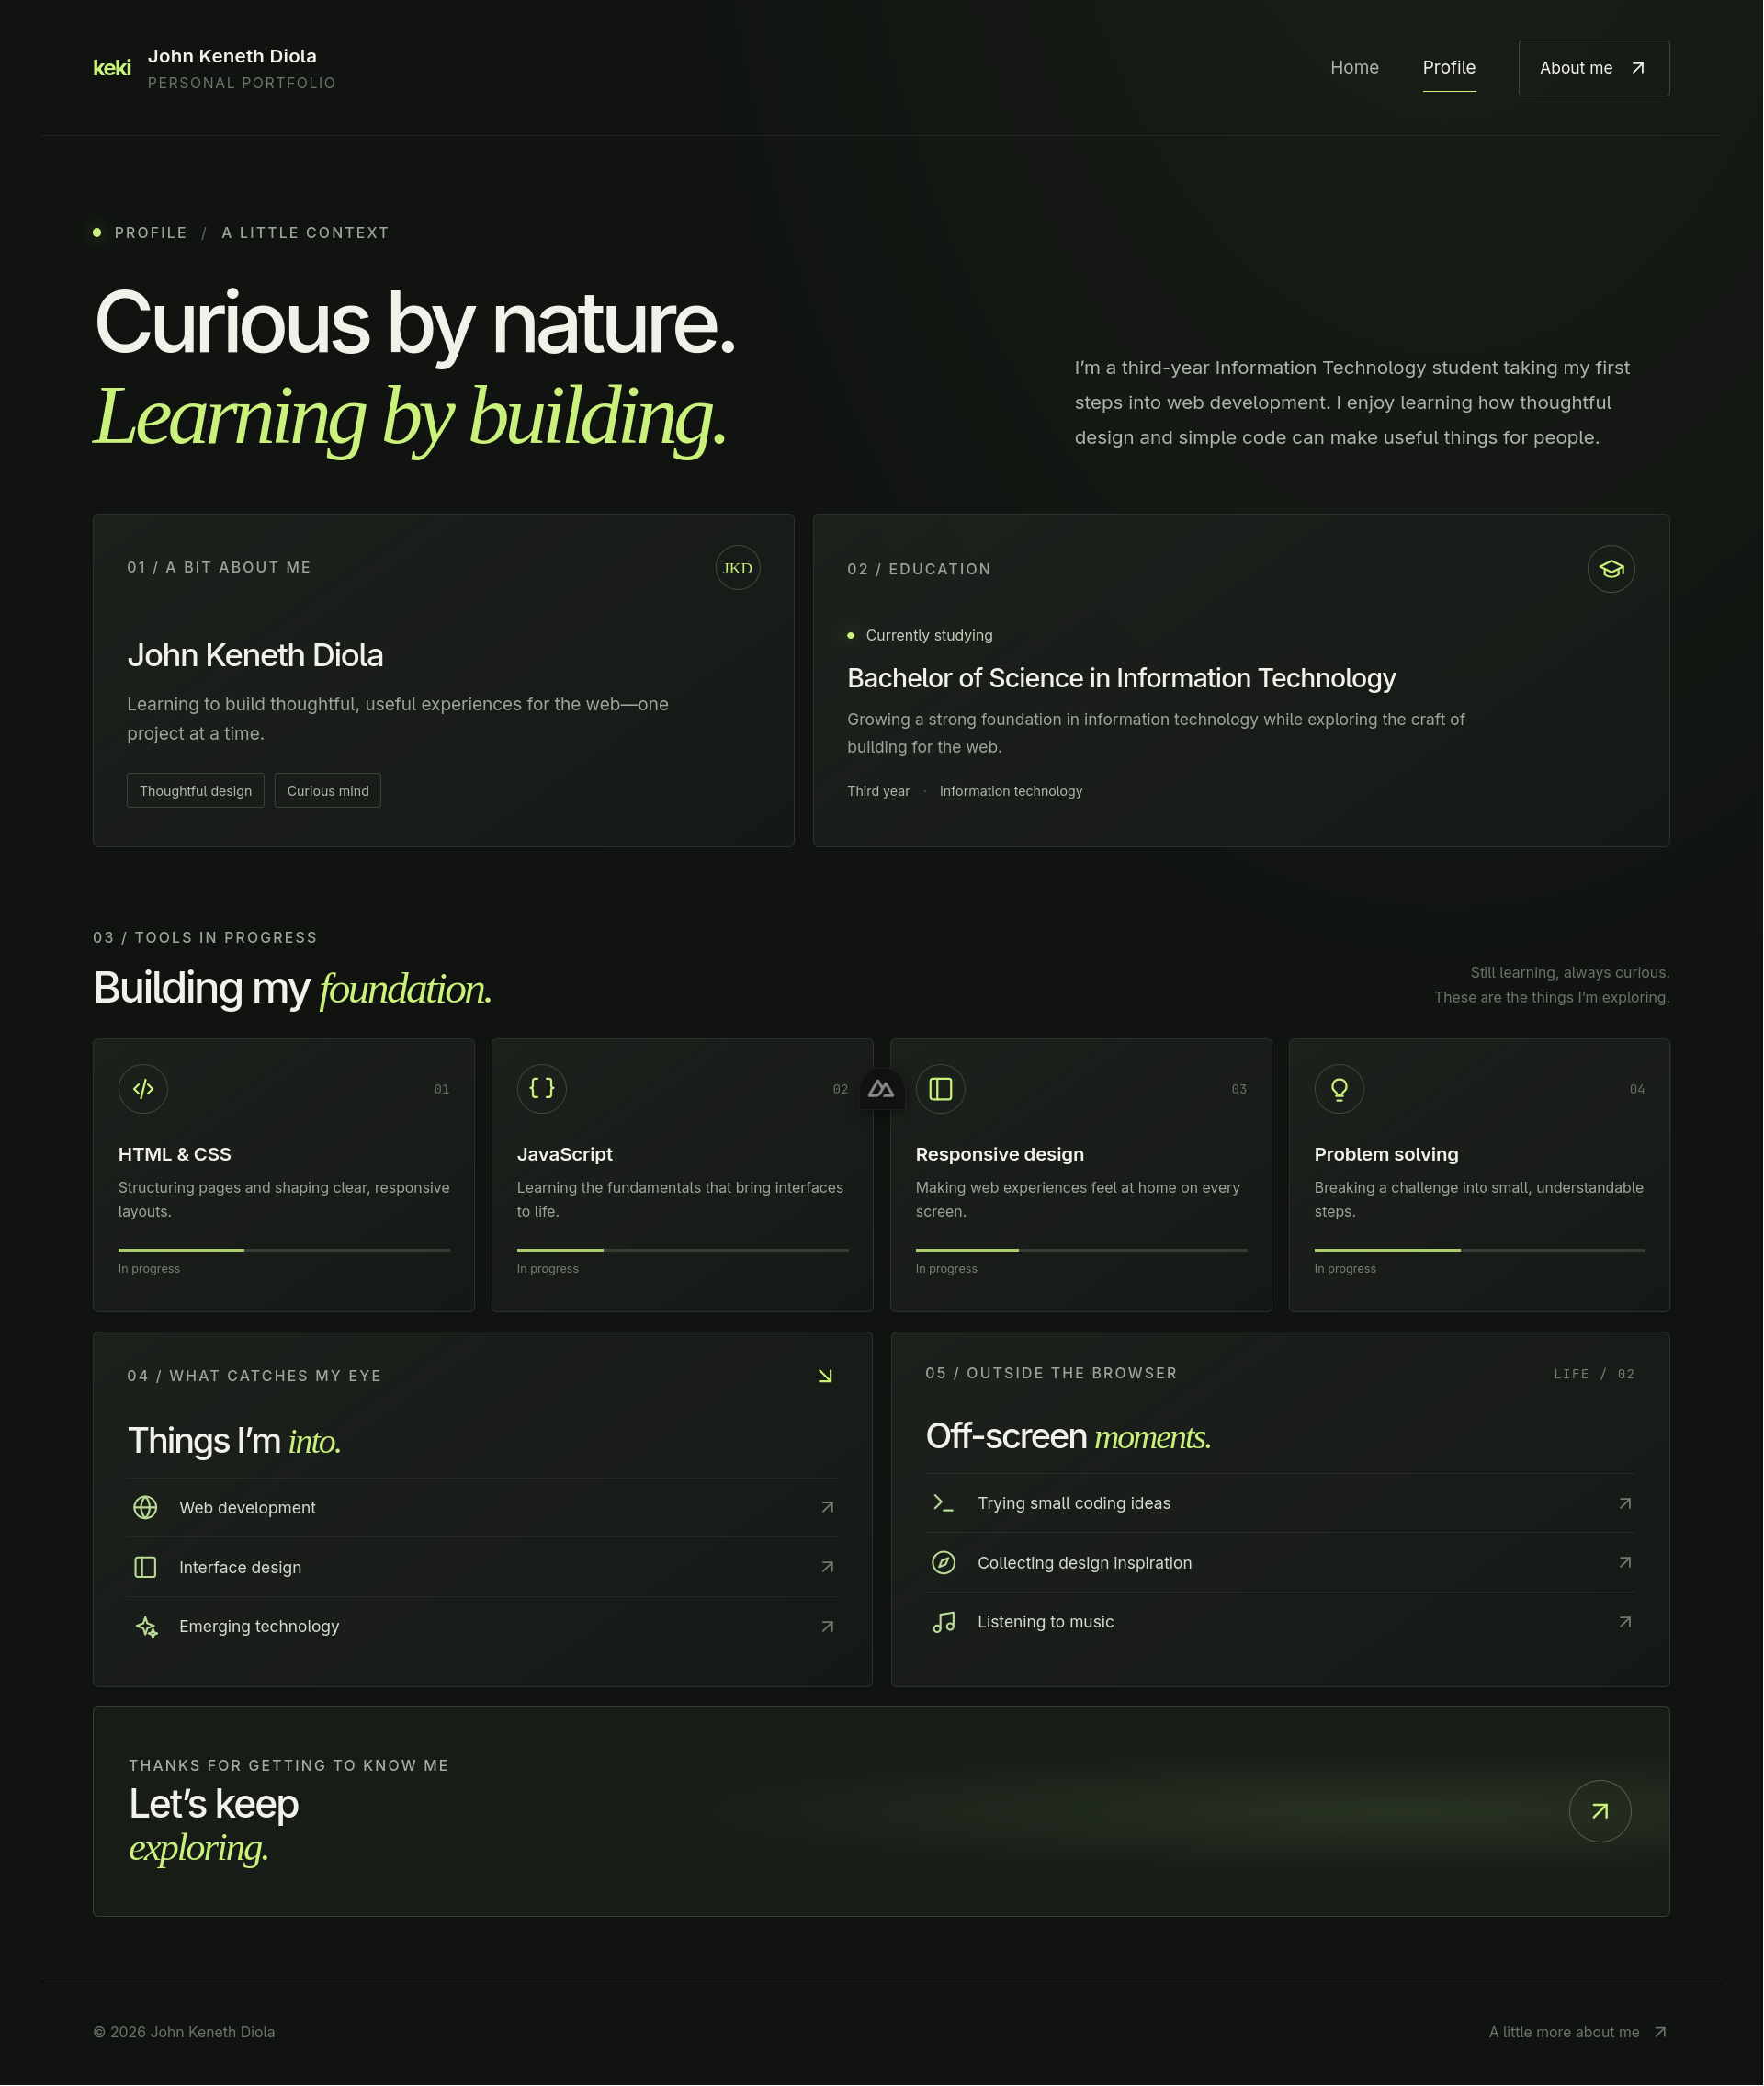 keki
John Keneth Diola
PERSONAL PORTFOLIO
Home
Profile
About me
PROFILE / A LITTLE CONTEXT
Curious by nature.
Learning by building.
I’m a third-year Information Technology student taking my first
steps into web development. I enjoy learning how thoughtful
design and simple code can make useful things for people.
01 / A BIT ABOUT ME
JKD
John Keneth Diola
Learning to build thoughtful, useful experiences for the web—one
project at a time.
Thoughtful design
Curious mind
02 / EDUCATION
Currently studying
Bachelor of Science in Information Technology
Growing a strong foundation in information technology while exploring the craft of
building for the web.
Third year · Information technology
03 / TOOLS IN PROGRESS
Building my foundation.
Still learning, always curious.
These are the things I’m exploring.
01
HTML & CSS
Structuring pages and shaping clear, responsive
layouts.
In progress
02
JavaScript
Learning the fundamentals that bring interfaces
to life.
In progress
03
Responsive design
Making web experiences feel at home on every
screen.
In progress
04
Problem solving
Breaking a challenge into small, understandable
steps.
In progress
04 / WHAT CATCHES MY EYE
Things I’m into.
Web development
Interface design
Emerging technology
05 / OUTSIDE THE BROWSER
LIFE / 02
Off-screen moments.
Trying small coding ideas
Collecting design inspiration
Listening to music
THANKS FOR GETTING TO KNOW ME
Let’s keep
exploring.
© 2026 John Keneth Diola
A little more about me